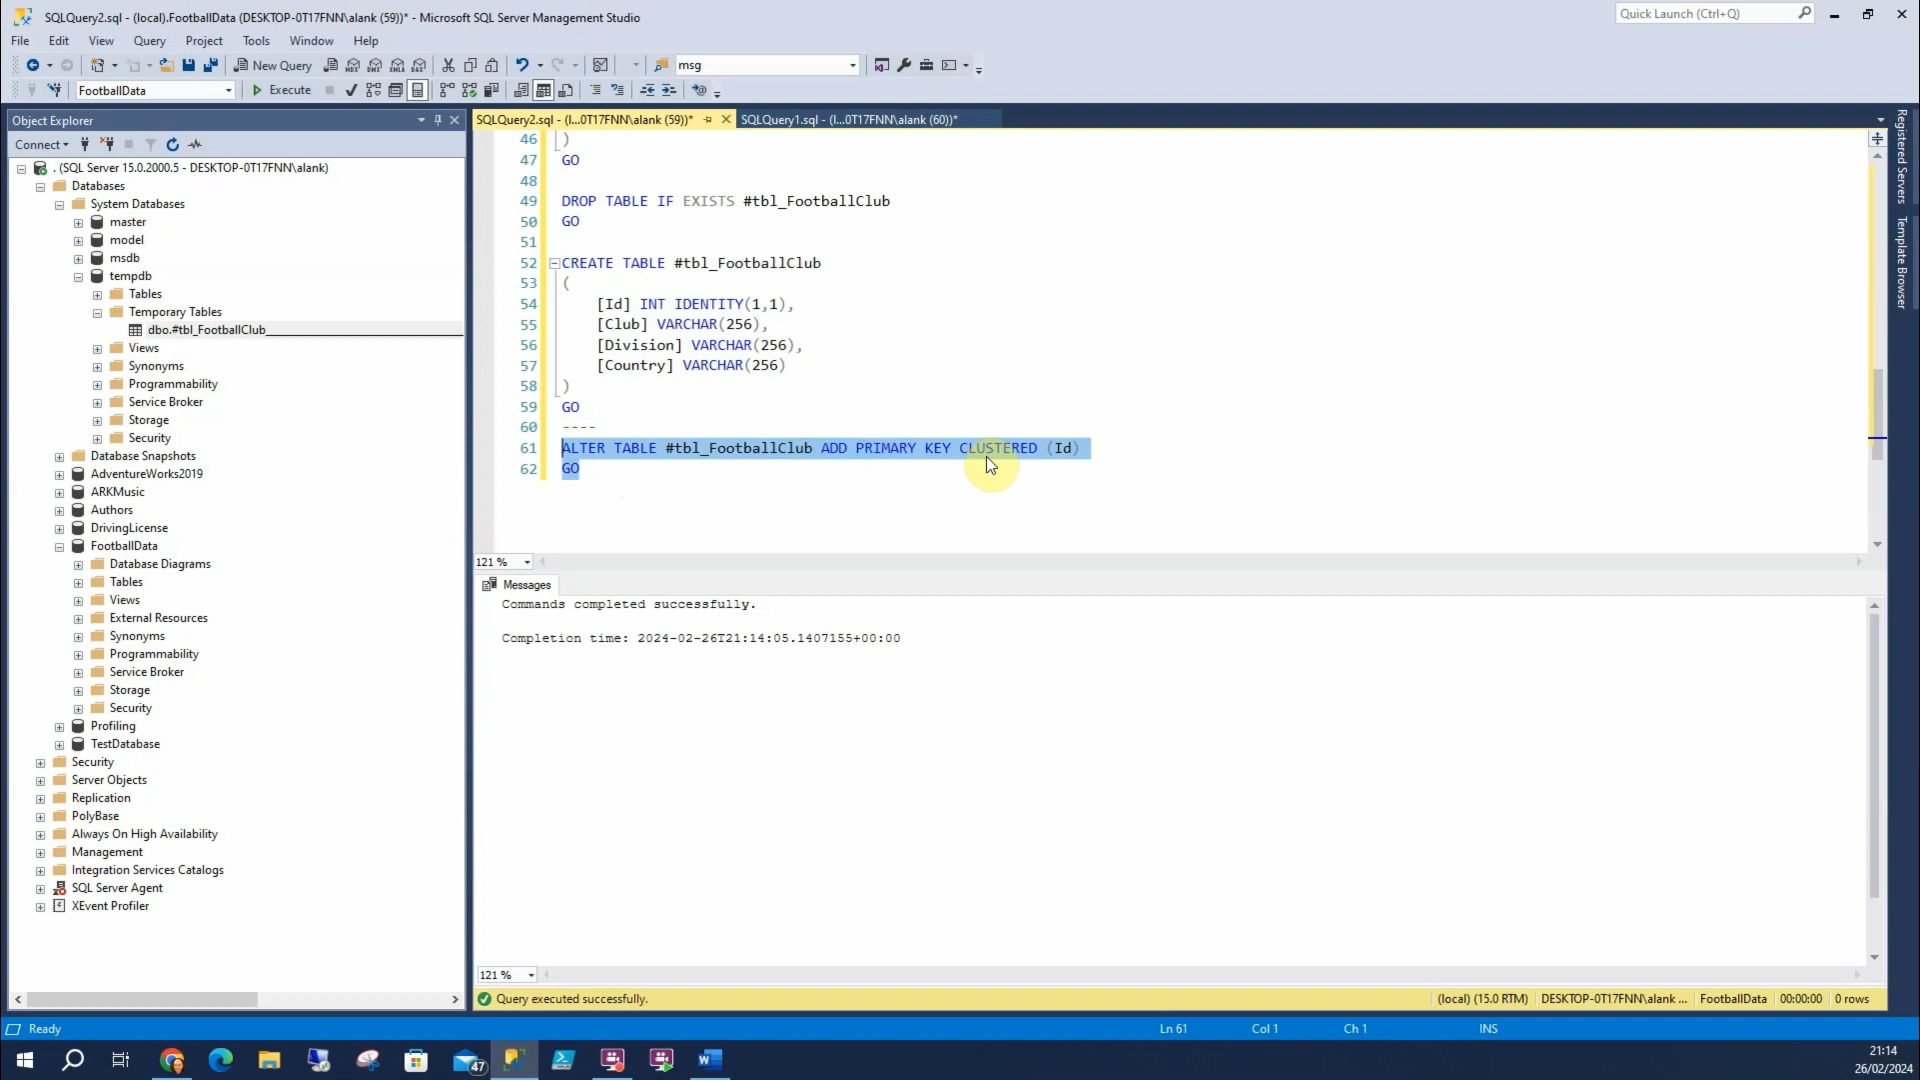 SQLQuery2.sql - (local).FootballData (DESKTOP-0T17FNN\alank (59))* - Microsoft SQL Server Management Studio
Quick Launch (Ctrl+Q)
File Edit View Query Project Tools Window Help
New Query
msg
FootballData
Execute
Object Explorer
Connect
. (SQL Server 15.0.2000.5 - DESKTOP-0T17FNN\alank)
Databases
System Databases
master
model
msdb
tempdb
Tables
Temporary Tables
dbo.#tbl_FootballClub
Views
Synonyms
Programmability
Service Broker
Storage
Security
Database Snapshots
AdventureWorks2019
ARKMusic
Authors
DrivingLicense
FootballData
Database Diagrams
Tables
Views
External Resources
Synonyms
Programmability
Service Broker
Storage
Security
Profiling
TestDatabase
Security
Server Objects
Replication
PolyBase
Always On High Availability
Management
Integration Services Catalogs
SQL Server Agent
XEvent Profiler
SQLQuery2.sql - (l...0T17FNN\alank (59))*
SQLQuery1.sql - (l...0T17FNN\alank (60))*
46 )
47 GO
48
49 DROP TABLE IF EXISTS #tbl_FootballClub
50 GO
51
52 CREATE TABLE #tbl_FootballClub
53 (
54 [Id] INT IDENTITY(1,1),
55 [Club] VARCHAR(256),
56 [Division] VARCHAR(256),
57 [Country] VARCHAR(256)
58 )
59 GO
60 ----
61 ALTER TABLE #tbl_FootballClub ADD PRIMARY KEY CLUSTERED (Id)
62 GO
121 %
Messages
Commands completed successfully.
Completion time: 2024-02-26T21:14:05.1407155+00:00
121 %
Query executed successfully.
(local) (15.0 RTM) DESKTOP-0T17FNN\alank ... FootballData 00:00:00 0 rows
Registered Servers
Template Browser
Ready
Ln 61 Col 1 Ch 1 INS
47
21:14
26/02/2024